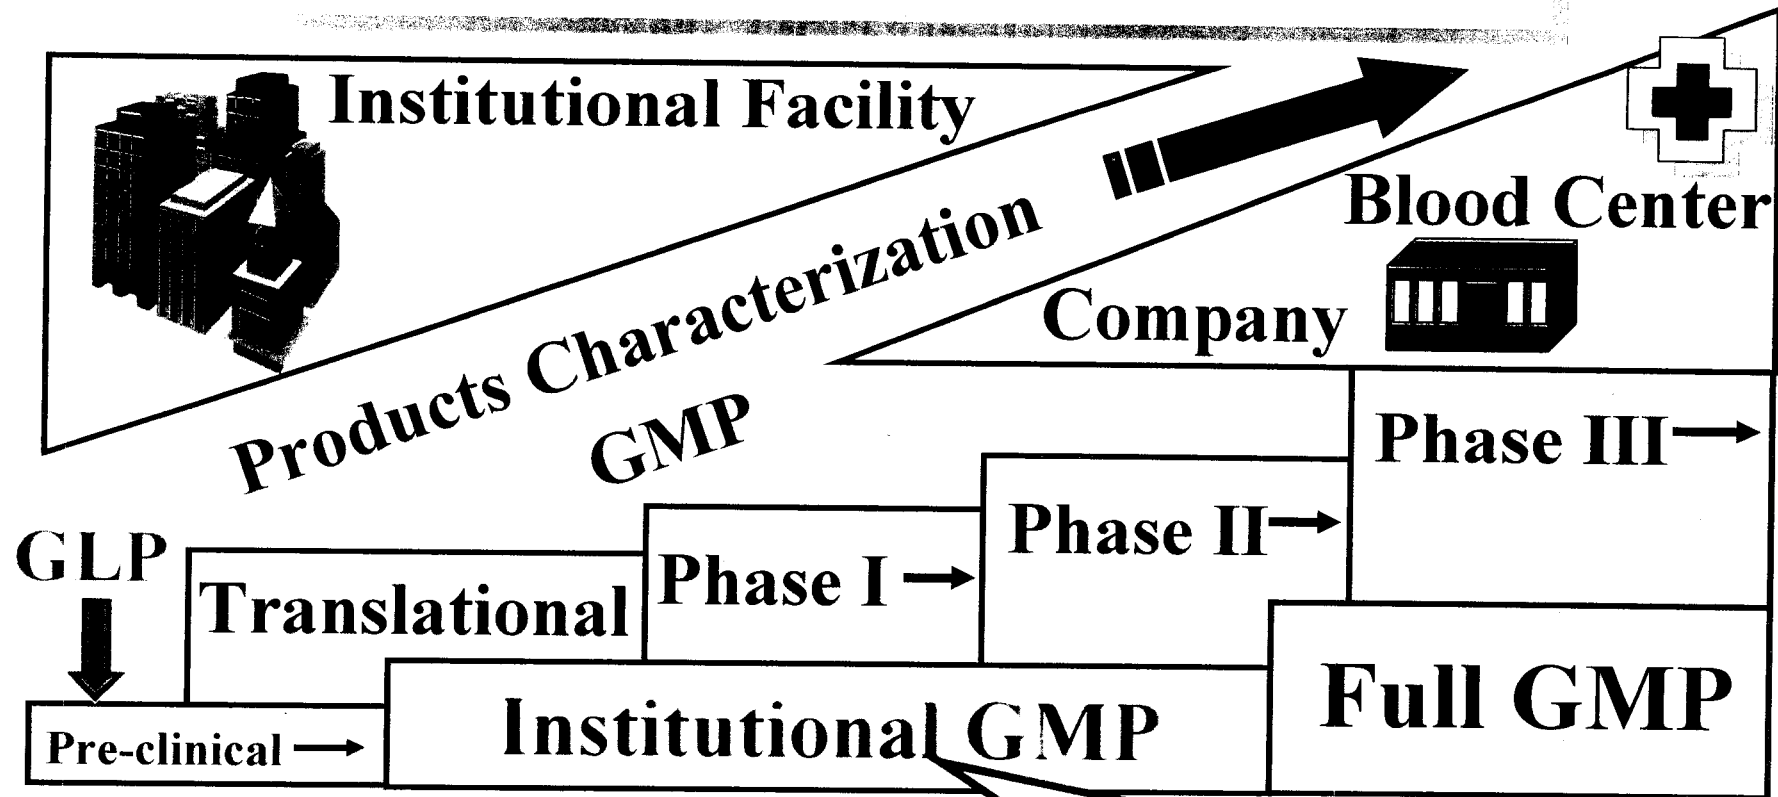 Institutional Facility
Blood Center
Company
Products Characterization
GMP
Phase III
Phase II
Phase I
GLP
Translational
Full GMP
Institutional GMP
Pre-clinical